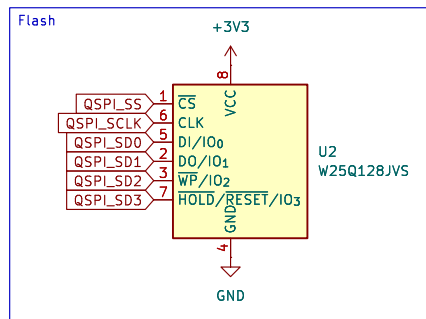 Flash
+3V3
8
VCC
QSPI_SS 1 CS
QSPI_SCLK 6 CLK
QSPI_SD0 5 DI/IO0
QSPI_SD1 2 DO/IO1
QSPI_SD2 3 WP/IO2
QSPI_SD3 7 HOLD/RESET/IO3
U2
W25Q128JVS
GND
4
GND